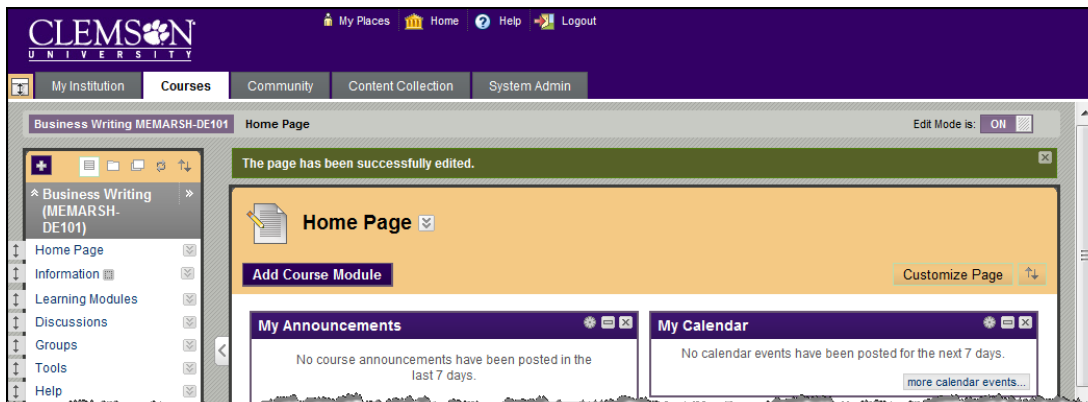 CLEMSON
UNIVERSITY
My Places Home Help Logout
My Institution Courses Community Content Collection System Admin
Business Writing MEMARSH-DE101 Home Page Edit Mode is: ON
The page has been successfully edited.
Business Writing
(MEMARSH-
DE101)
Home Page
Information
Learning Modules
Discussions
Groups
Tools
Help
Home Page
Add Course Module Customize Page
My Announcements
No course announcements have been posted in the
last 7 days.
My Calendar
No calendar events have been posted for the next 7 days.
more calendar events...